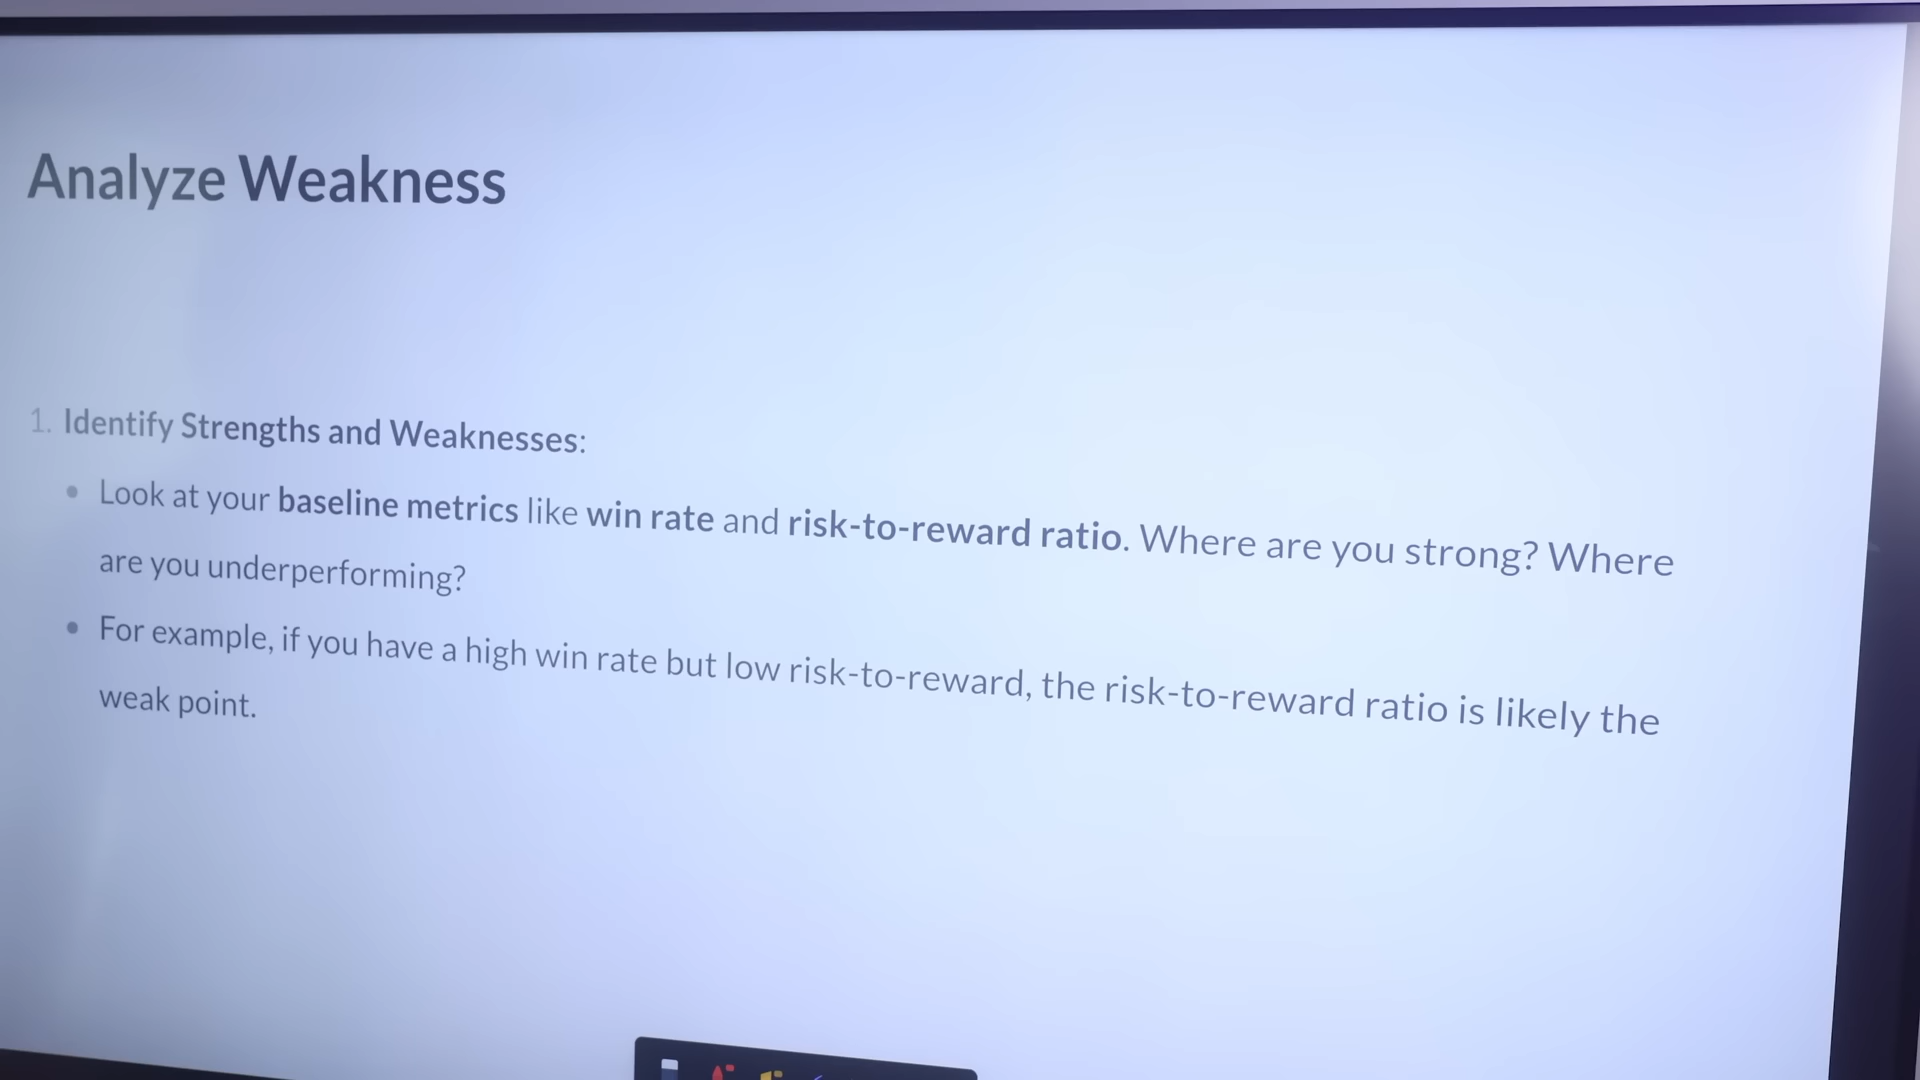 Analyze Weakness
1. Identify Strengths and Weaknesses:
• Look at your baseline metrics like win rate and risk-to-reward ratio. Where are you strong? Where
are you underperforming?
• For example, if you have a high win rate but low risk-to-reward, the risk-to-reward ratio is likely the
weak point.